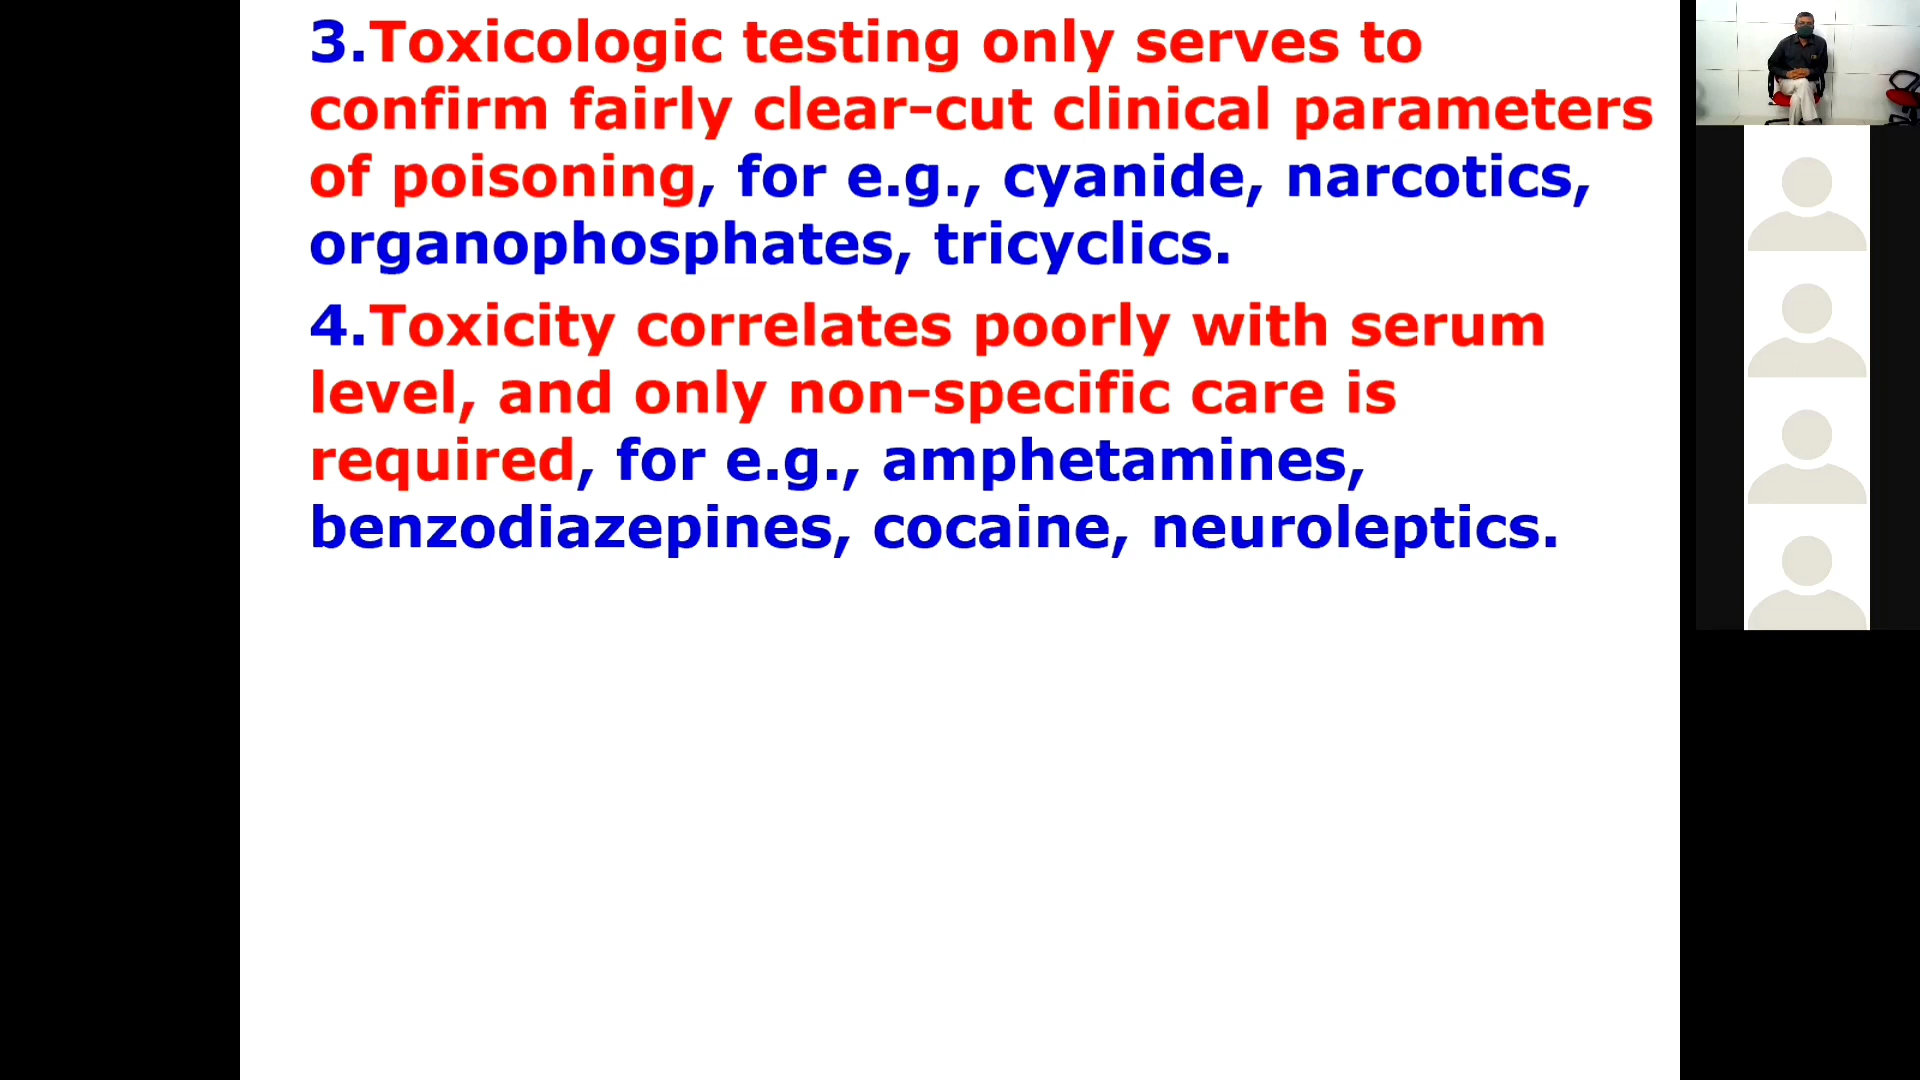 3.Toxicologic testing only serves to
confirm fairly clear-cut clinical parameters
of poisoning, for e.g., cyanide, narcotics,
organophosphates, tricyclics.
4.Toxicity correlates poorly with serum
level, and only non-specific care is
required, for e.g., amphetamines,
benzodiazepines, cocaine, neuroleptics.